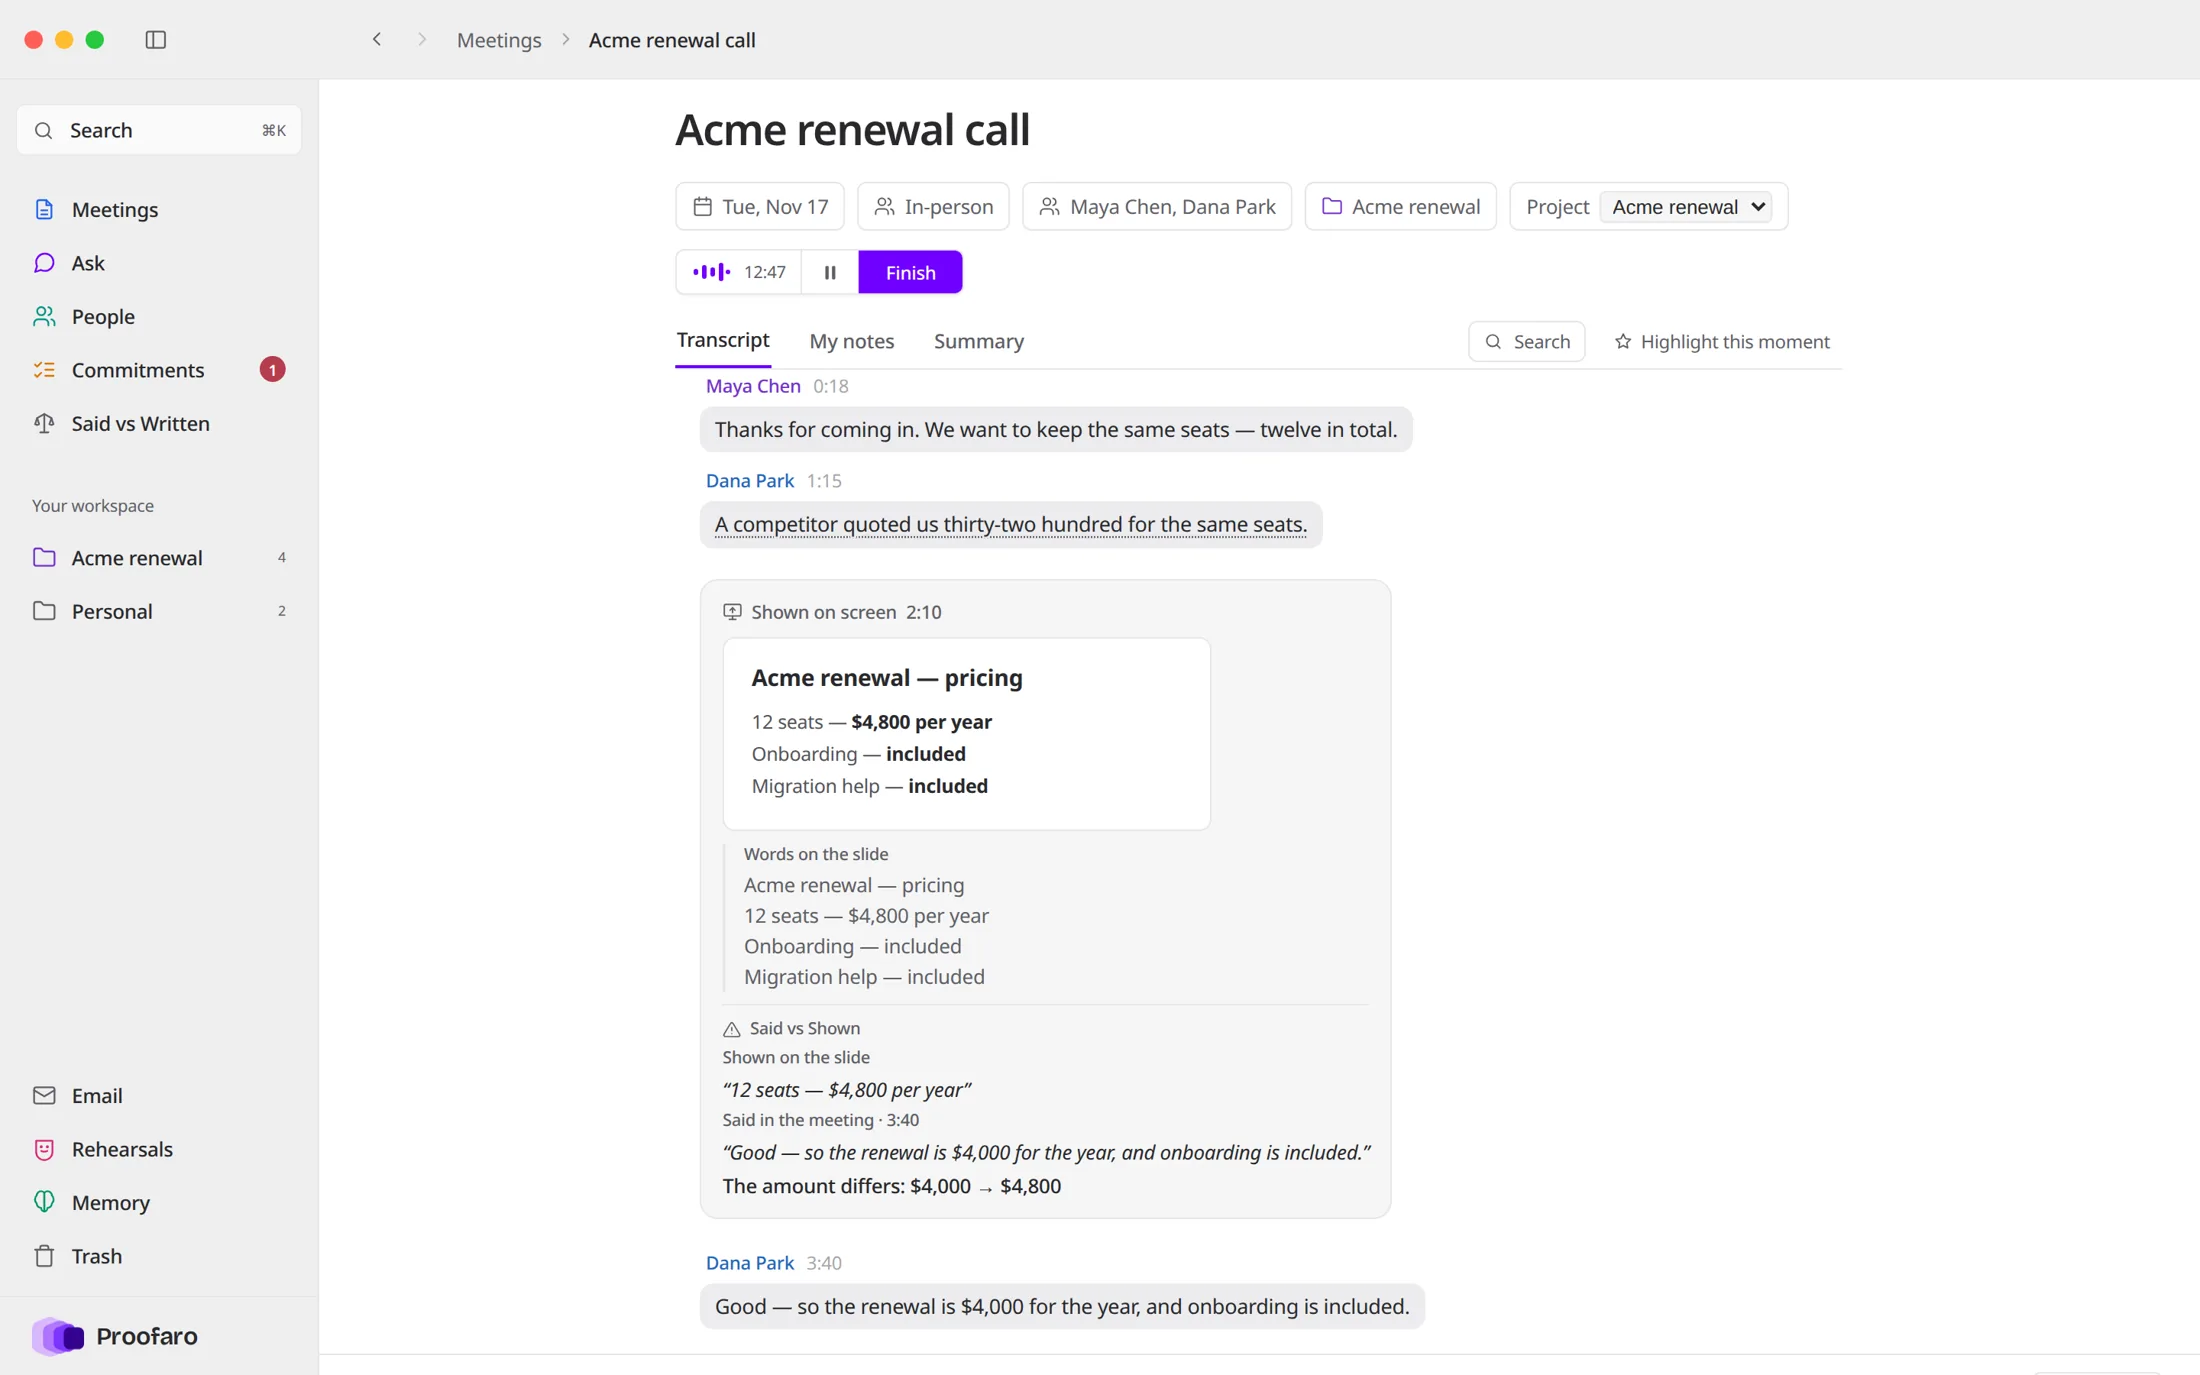 Meetings
Acme renewal call
Search ⌘K
Meetings
Ask
People
Commitments 1
Said vs Written
Your workspace
Acme renewal 4
Personal 2
Email
Rehearsals
Memory
Trash
Proofaro
Acme renewal call
Tue, Nov 17 In-person Maya Chen, Dana Park Acme renewal Project Acme renewal
12:47 Finish
Transcript My notes Summary Search Highlight this moment
Maya Chen 0:18
Thanks for coming in. We want to keep the same seats — twelve in total.
Dana Park 1:15
A competitor quoted us thirty-two hundred for the same seats.
Shown on screen 2:10
Acme renewal — pricing
12 seats — $4,800 per year
Onboarding — included
Migration help — included
Words on the slide
Acme renewal — pricing
12 seats — $4,800 per year
Onboarding — included
Migration help — included
Said vs Shown
Shown on the slide
“12 seats — $4,800 per year”
Said in the meeting · 3:40
“Good — so the renewal is $4,000 for the year, and onboarding is included.”
The amount differs: $4,000 → $4,800
Dana Park 3:40
Good — so the renewal is $4,000 for the year, and onboarding is included.